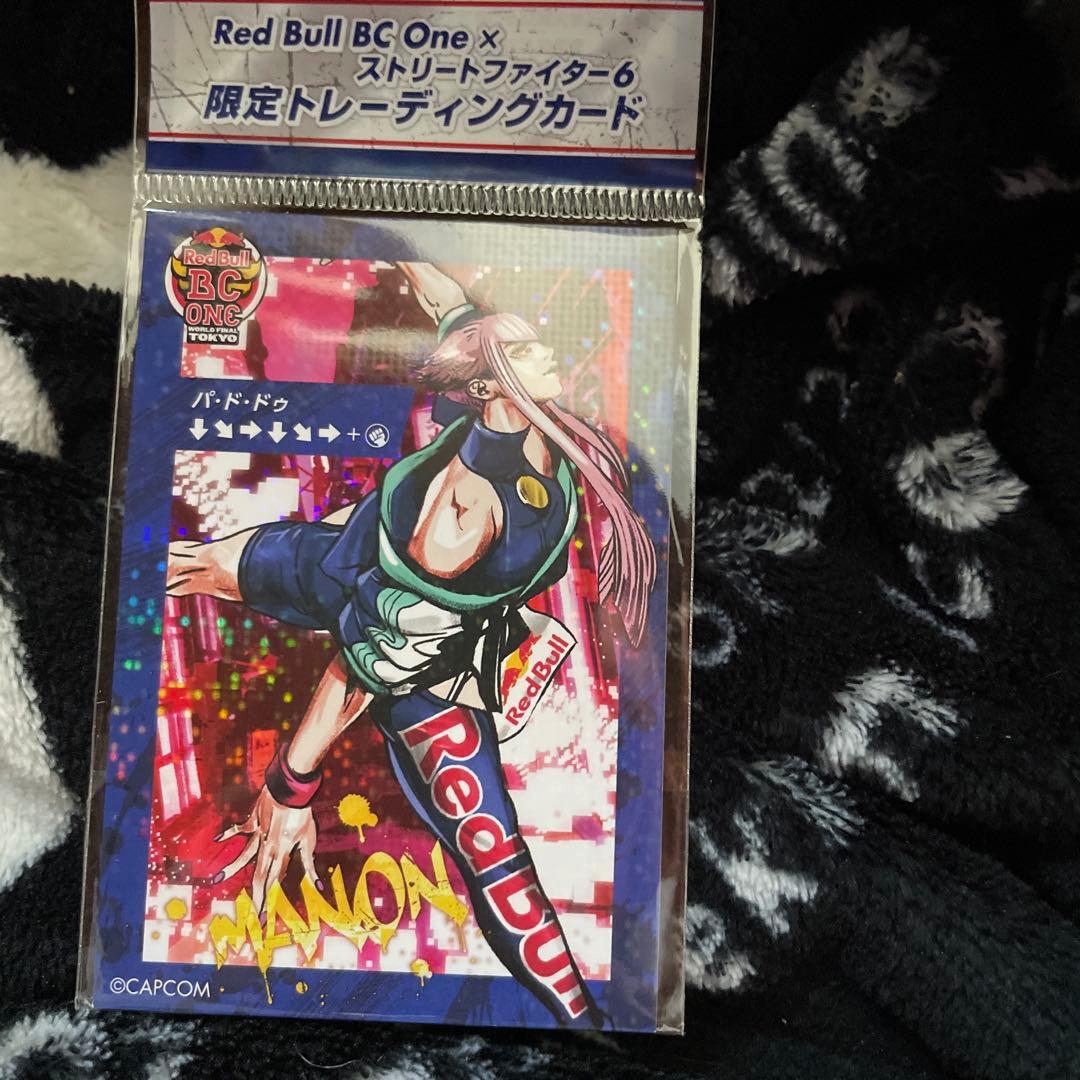 Red Bull BC One ×
ストリートファイター6
限定トレーディングカード
Red Bull
BC
ONE
WORLD FINAL
TOKYO
パ・ド・ドゥ
↓↘→↓↘→+
Red Bull
Red Bull
MANON
©CAPCOM